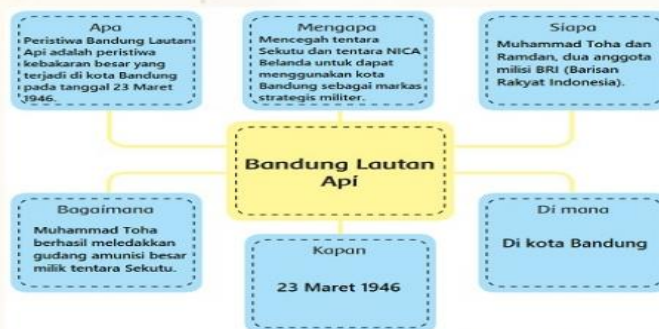 Apa
Peristiwa Bandung Lautan
Api adalah peristiwa
kebakaran besar yang
terjadi di kota Bandung
pada tanggal 23 Maret
1946.
Mengapa
Mencegah tentara
Sekutu dan tentara NICA
Belanda untuk dapat
menggunakan kota
Bandung sebagai markas
strategis militer.
Siapa
Muhammad Toha dan
Ramdan, dua anggota
milisi BRI (Barisan
Rakyat Indonesia).
Bandung Lautan
Api
Bagaimana
Muhammad Toha
berhasil meledakkan
gudang amunisi besar
milik tentara Sekutu.
Kapan
23 Maret 1946
Di mana
Di kota Bandung